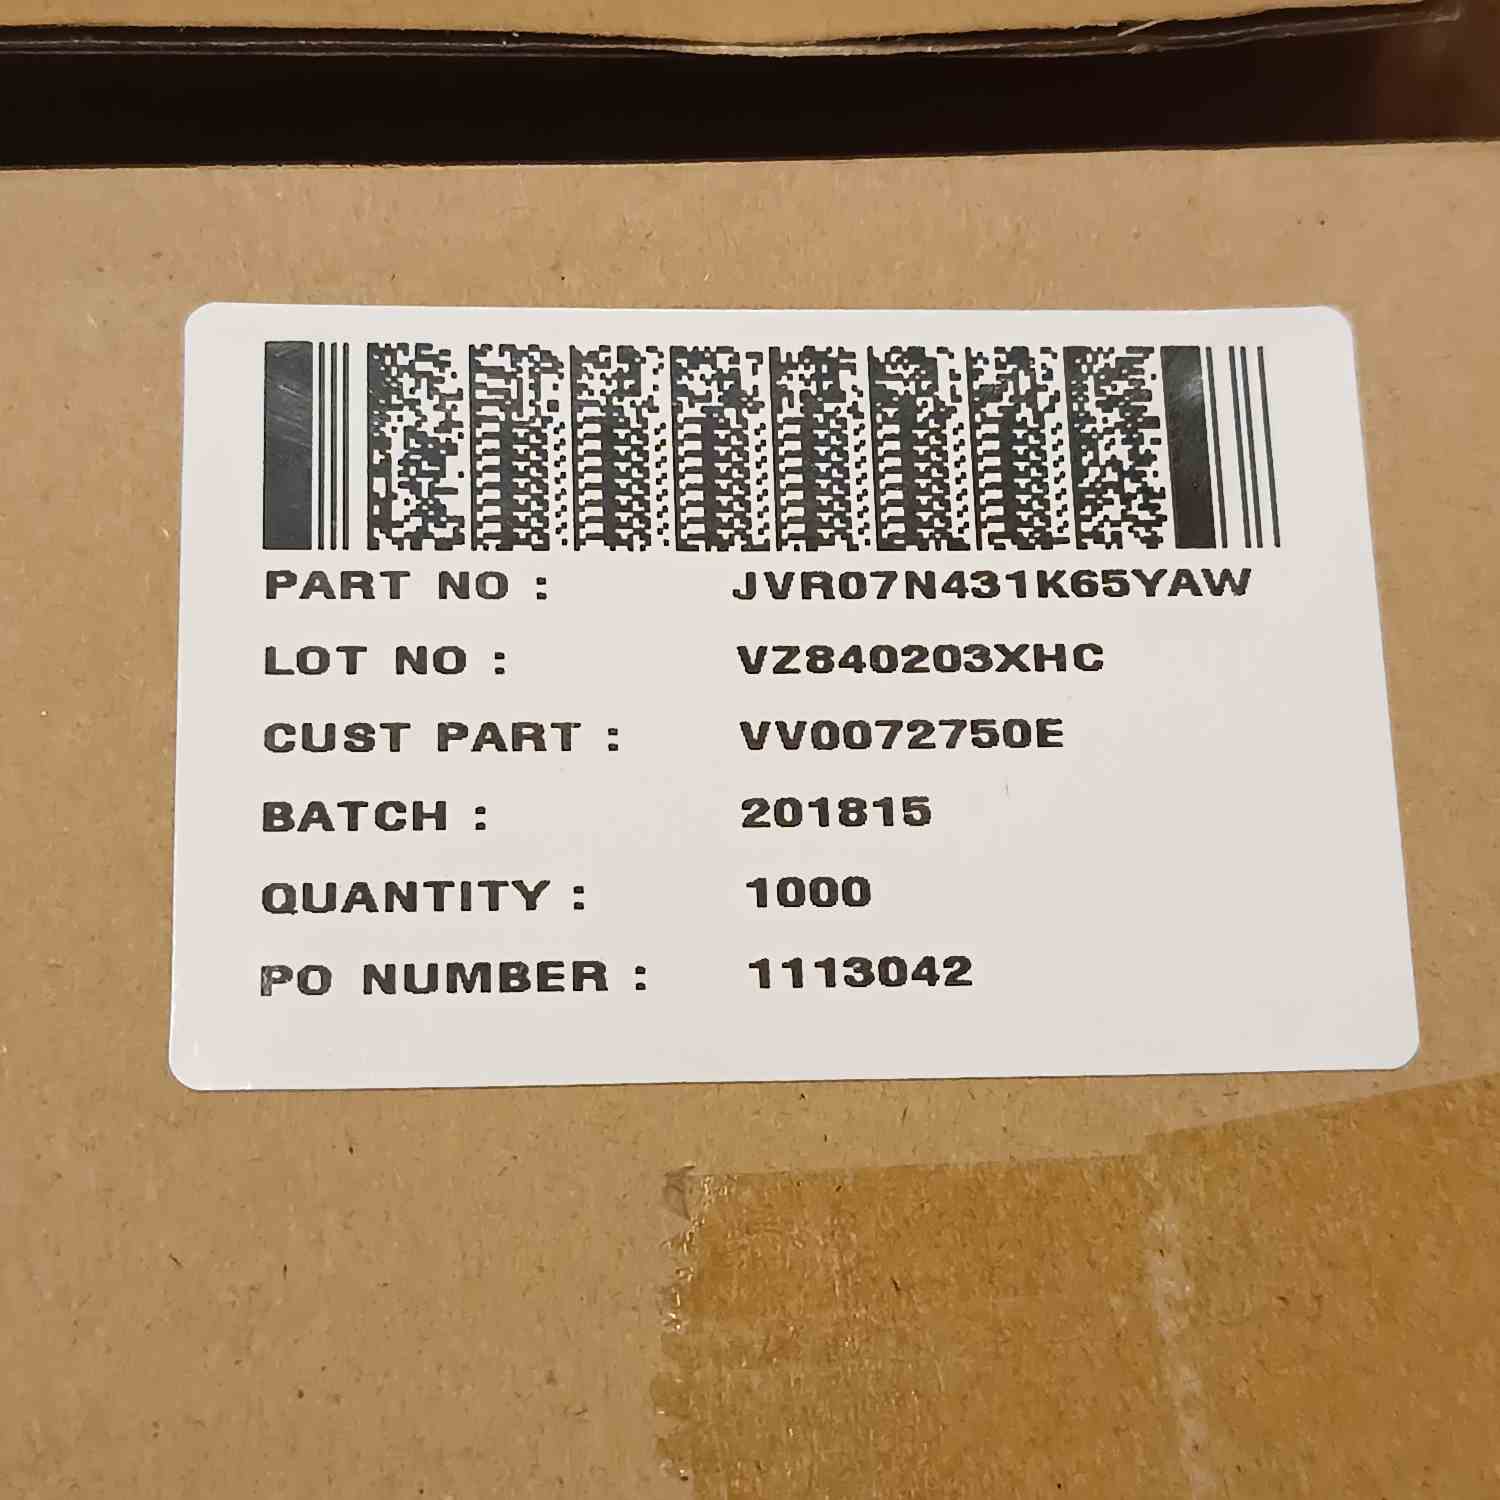 PART NO : JVR07N431K65YAW
LOT NO : VZ840203XHC
CUST PART : VV0072750E
BATCH : 201815
QUANTITY : 1000
PO NUMBER : 1113042